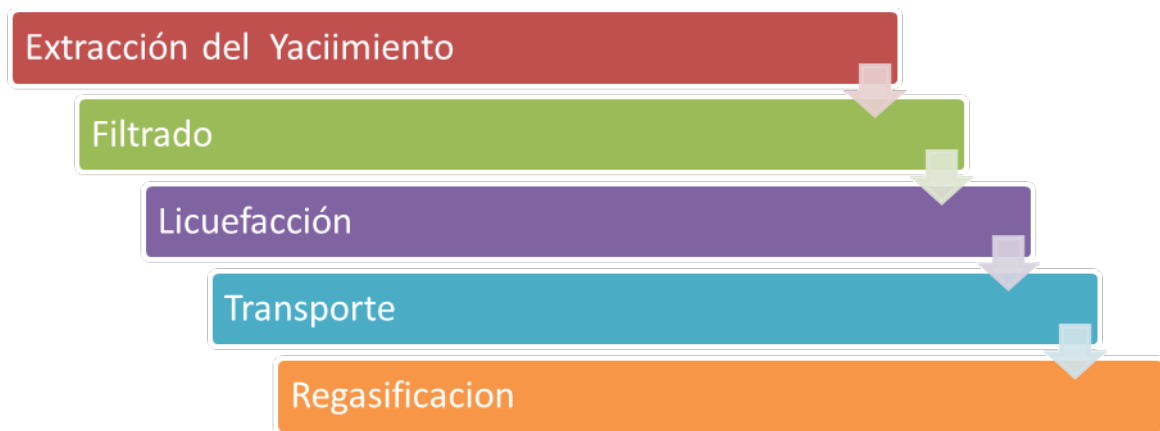 Extracción del Yaciimiento
Filtrado
Licuefacción
Transporte
Regasificacion